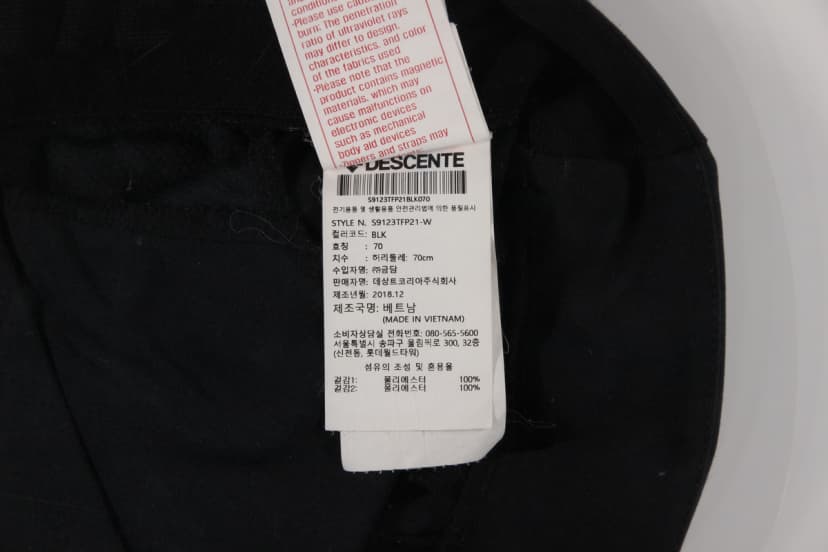 condition
-Please use
burn: The penetration
ratio of ultraviolet rays
may differ to design,
characteristics, and color
of the fabrics used
-Please note that the
product contains magnetic
materials, which may
cause malfunctions on
electronic devices
such as mechanical
body aid devices
and straps may
DESCENTE
S9123TFP21BLK070
전기용품 및 생활용품 안전관리법에 의한 품질표시
STYLE N. S9123TFP21-W
컬러코드: BLK
호칭 : 70
치수 : 허리둘레: 70cm
수입자명: ㈜금담
판매자명: 데상트코리아주식회사
제조년월: 2018.12
제조국명: 베트남
(MADE IN VIETNAM)
소비자상담실 전화번호: 080-565-5600
서울특별시 송파구 올림픽로 300, 32층
(신천동, 롯데월드타워)
섬유의 조성 및 혼용율
겉감1: 폴리에스터 100%
겉감2: 폴리에스터 100%